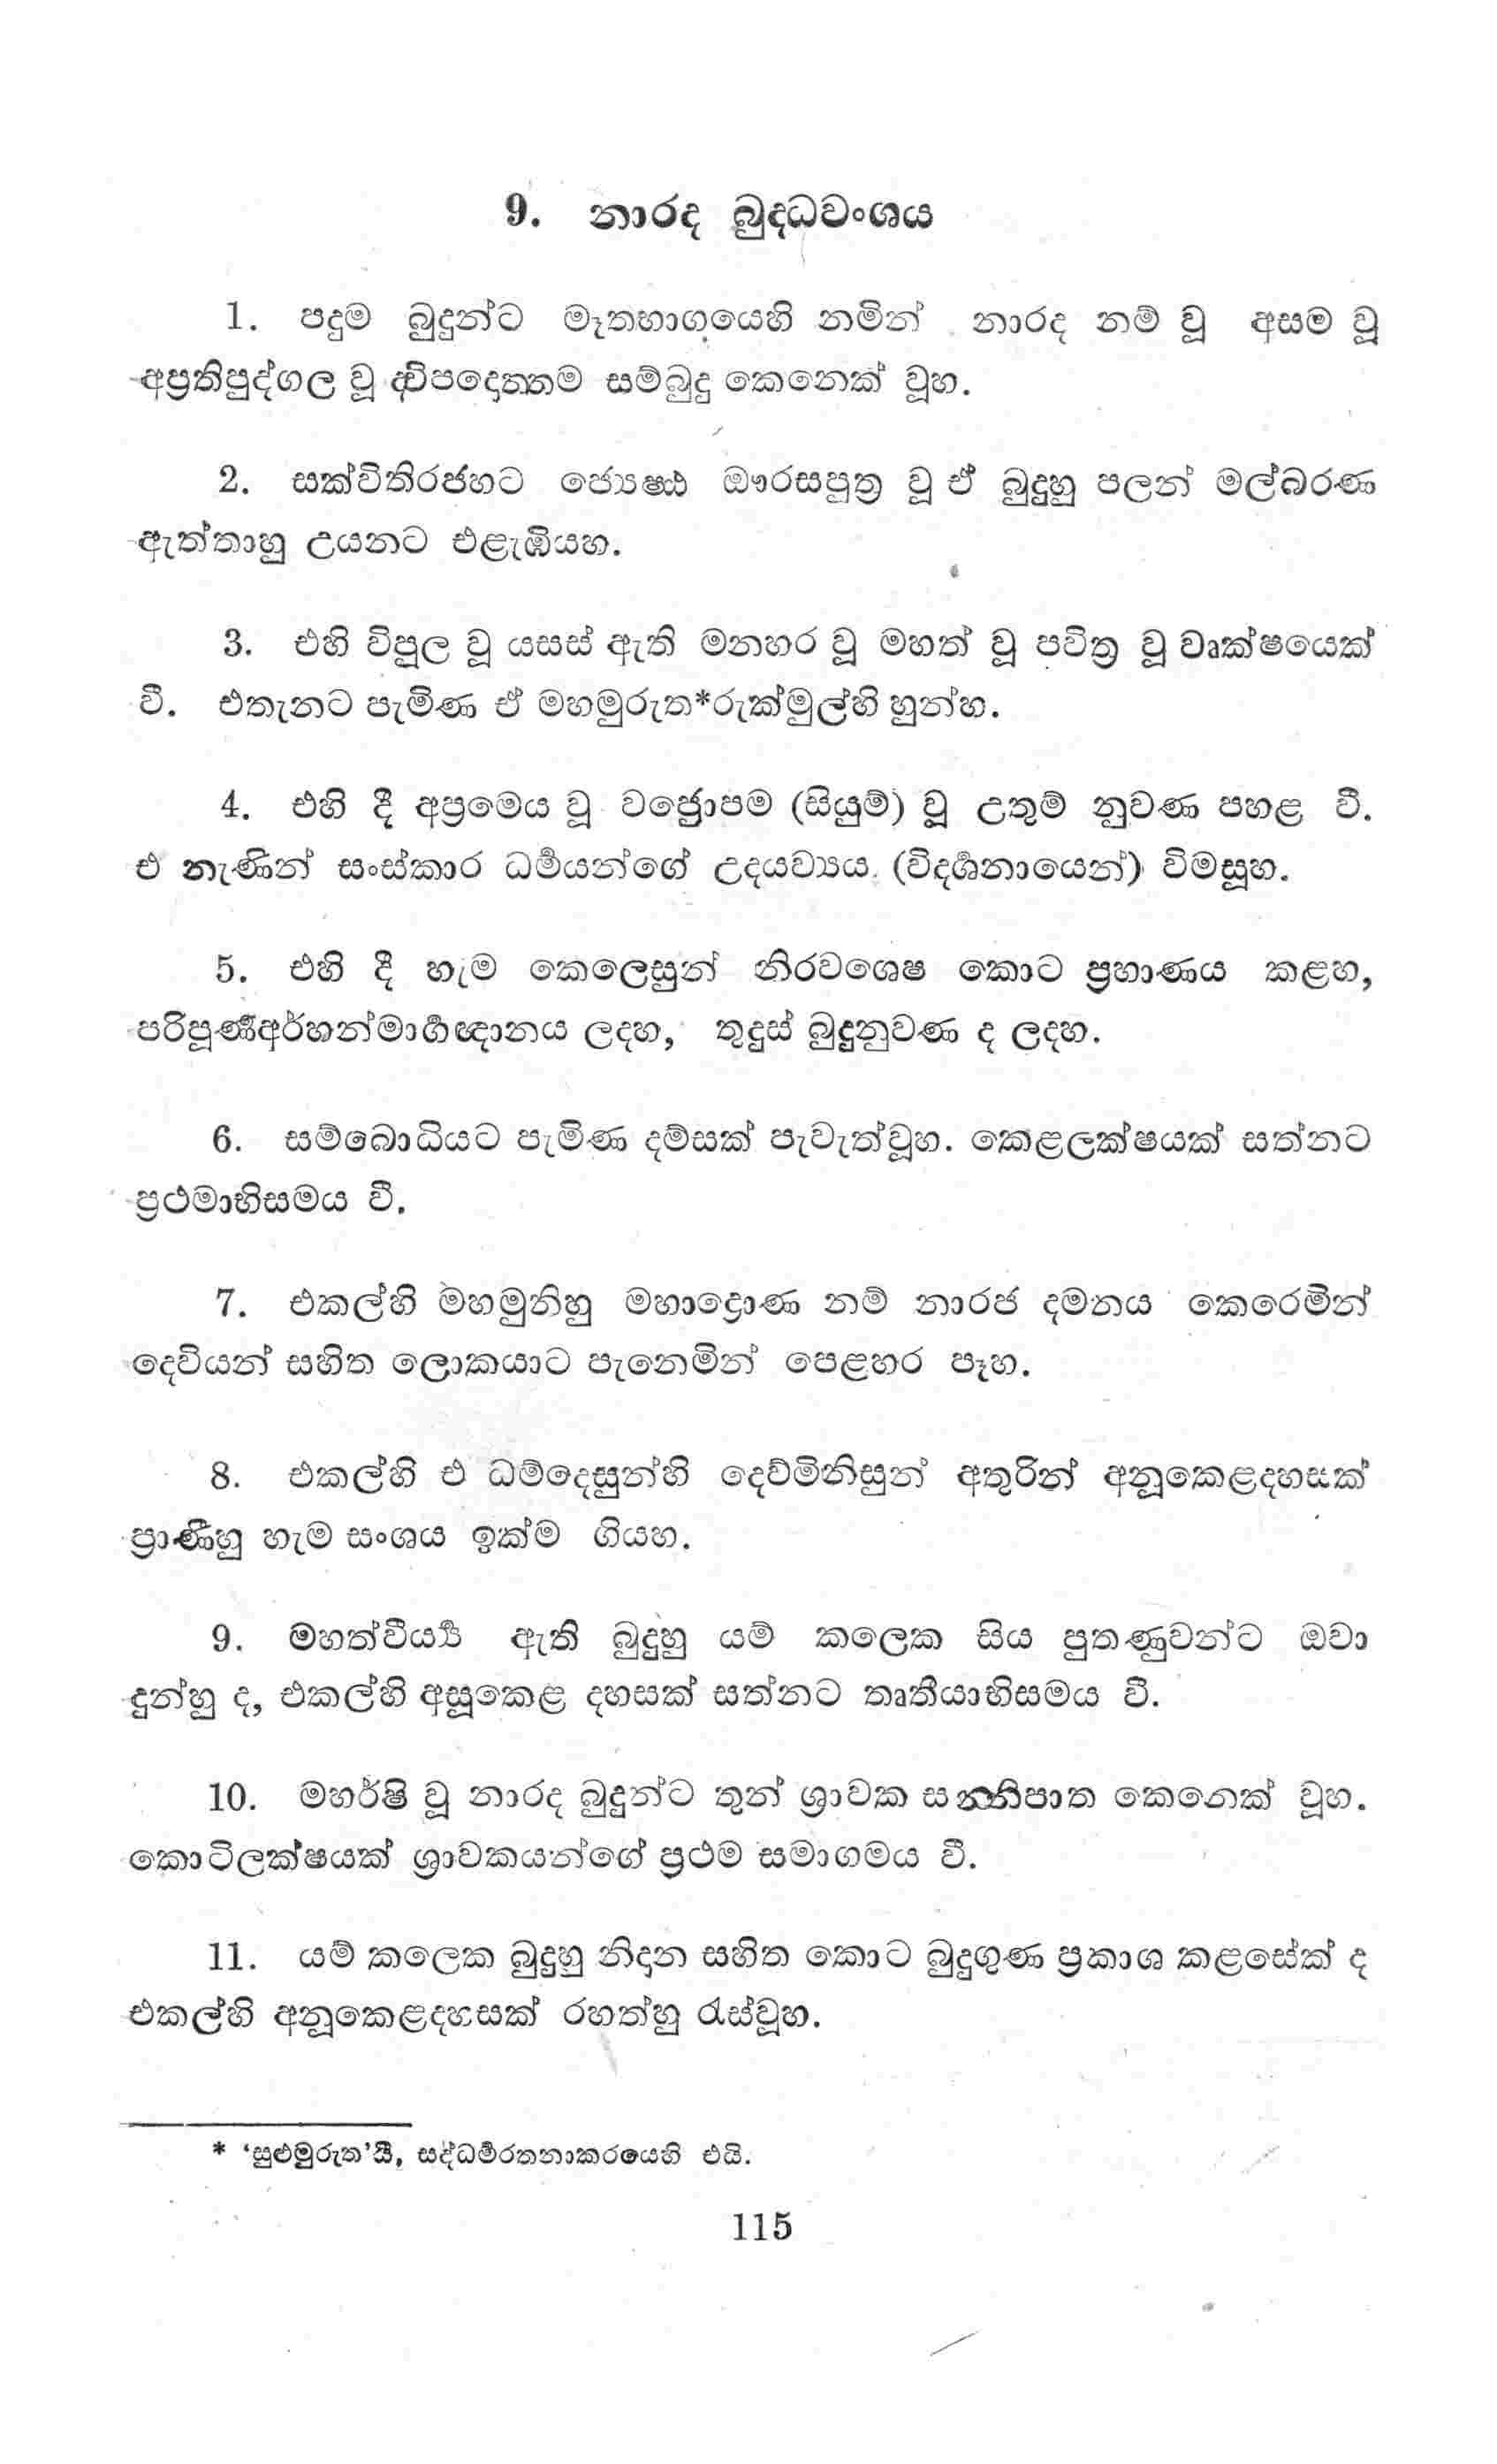 9. නාරද බුද්ධවංශය
1. පදුම බුදුන්ට මෑතභාගයෙහි නමින් නාරද නම් වූ අසම වූ
අප්‍රතිපුද්ගල වූ ද්විපදොත්තම සම්බුදු කෙනෙක් වූහ.
2. සක්විතිරජහට ජ්‍යෙෂ්ඨ ඖරසපුත්‍ර වූ ඒ බුදුහු පලන් මල්බරණ
ඇත්තාහු උයනට එළැඹියහ.
3. එහි විපුල වූ යසස් ඇති මනහර වූ මහත් වූ පවිත්‍ර වූ වෘක්ෂයෙක්
වී. එතැනට පැමිණ ඒ මහමුරුත*රුක්මුල්හි හුන්හ.
4. එහි දී අප්‍රමෙය වූ වජ්‍රොපම (සියුම්) වූ උතුම් නුවණ පහළ වී.
එ නැණින් සංස්කාර ධර්‍මයන්ගේ උදයව්‍යය (විදර්‍ශනායෙන්) විමසූහ.
5. එහි දී හැම කෙලෙසුන් නිරවශෙෂ කොට ප්‍රහාණය කළහ,
පරිපූර්‍ණඅර්හන්මාර්‍ගඥානය ලදහ, තුදුස් බුදුනුවණ ද ලදහ.
6. සම්බොධියට පැමිණ දම්සක් පැවැත්වූහ. කෙළලක්ෂයක් සත්නට
ප්‍රථමාභිසමය වී.
7. එකල්හි මහමුනිහු මහාද්‍රොණ නම් නාරජ දමනය කෙරෙමින්
දෙවියන් සහිත ලොකයාට පැනෙමින් පෙළහර පෑහ.
8. එකල්හි එ ධම්දෙසුන්හි දෙව්මිනිසුන් අතුරින් අනූකෙළදහසක්
ප්‍රාණීහු හැම සංශය ඉක්ම ගියහ.
9. මහත්වීර්‍ය්‍ය ඇති බුදුහු යම් කලෙක සිය පුතණුවන්ට ඔවා
දුන්හු ද, එකල්හි අසූකෙළ දහසක් සත්නට තෘතීයාභිසමය වී.
10. මහර්ෂි වූ නාරද බුදුන්ට තුන් ශ්‍රාවක සන්නිපාත කෙනෙක් වූහ.
කොටිලක්ෂයක් ශ්‍රාවකයන්ගේ ප්‍රථම සමාගමය වී.
11. යම් කලෙක බුදුහු නිදාන සහිත කොට බුදුගුණ ප්‍රකාශ කළසේක් ද
එකල්හි අනූකෙළදහසක් රහත්හු රැස්වූහ.
* ‘සුළුමුරුත’යී, සද්ධර්‍මරතනාකරයෙහි එයි.
115